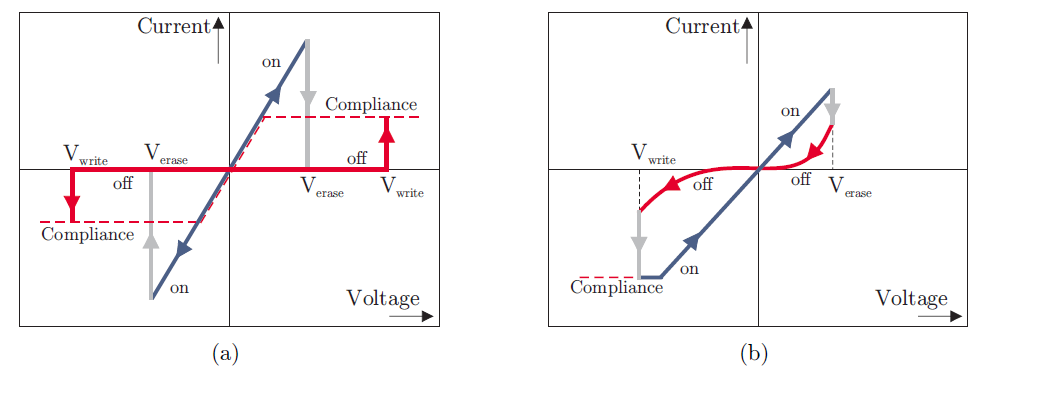 Current
on
Compliance
V write
V erase
off
off
V erase
V write
Compliance
on
Voltage
(a)
Current
on
V write
off
off
V erase
on
Compliance
Voltage
(b)